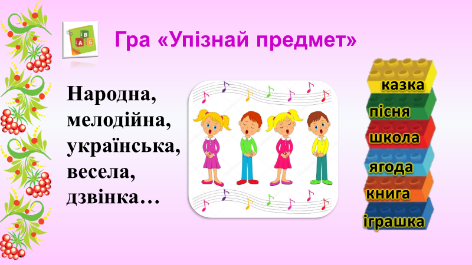 Гра «Упізнай предмет»
Народна,
мелодійна,
українська,
весела,
дзвінка…
казка
пісня
школа
ягода
книга
іграшка